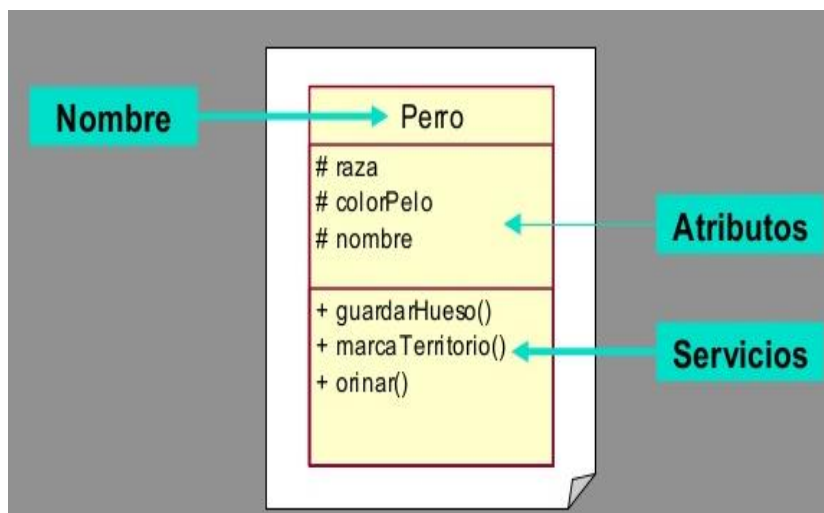 Nombre
Perro
# raza
# colorPelo
# nombre
Atributos
+ guardarHueso()
+ marcaTerritorio()
+ orinar()
Servicios